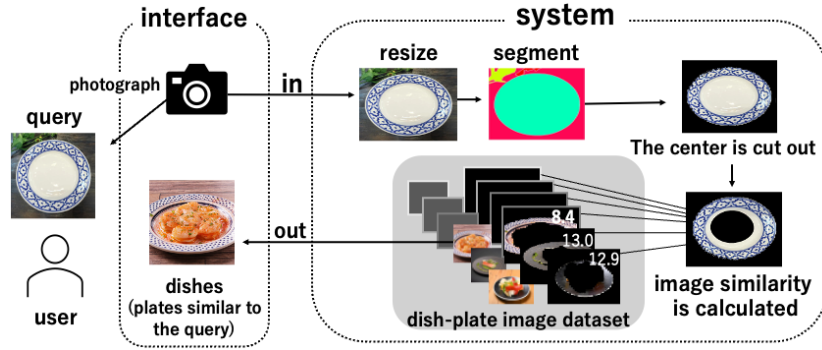 interface
system
photograph
in
resize
segment
query
The center is cut out
out
8.4
13.0
12.9
user
dishes
(plates similar to
the query)
dish-plate image dataset
image similarity
is calculated